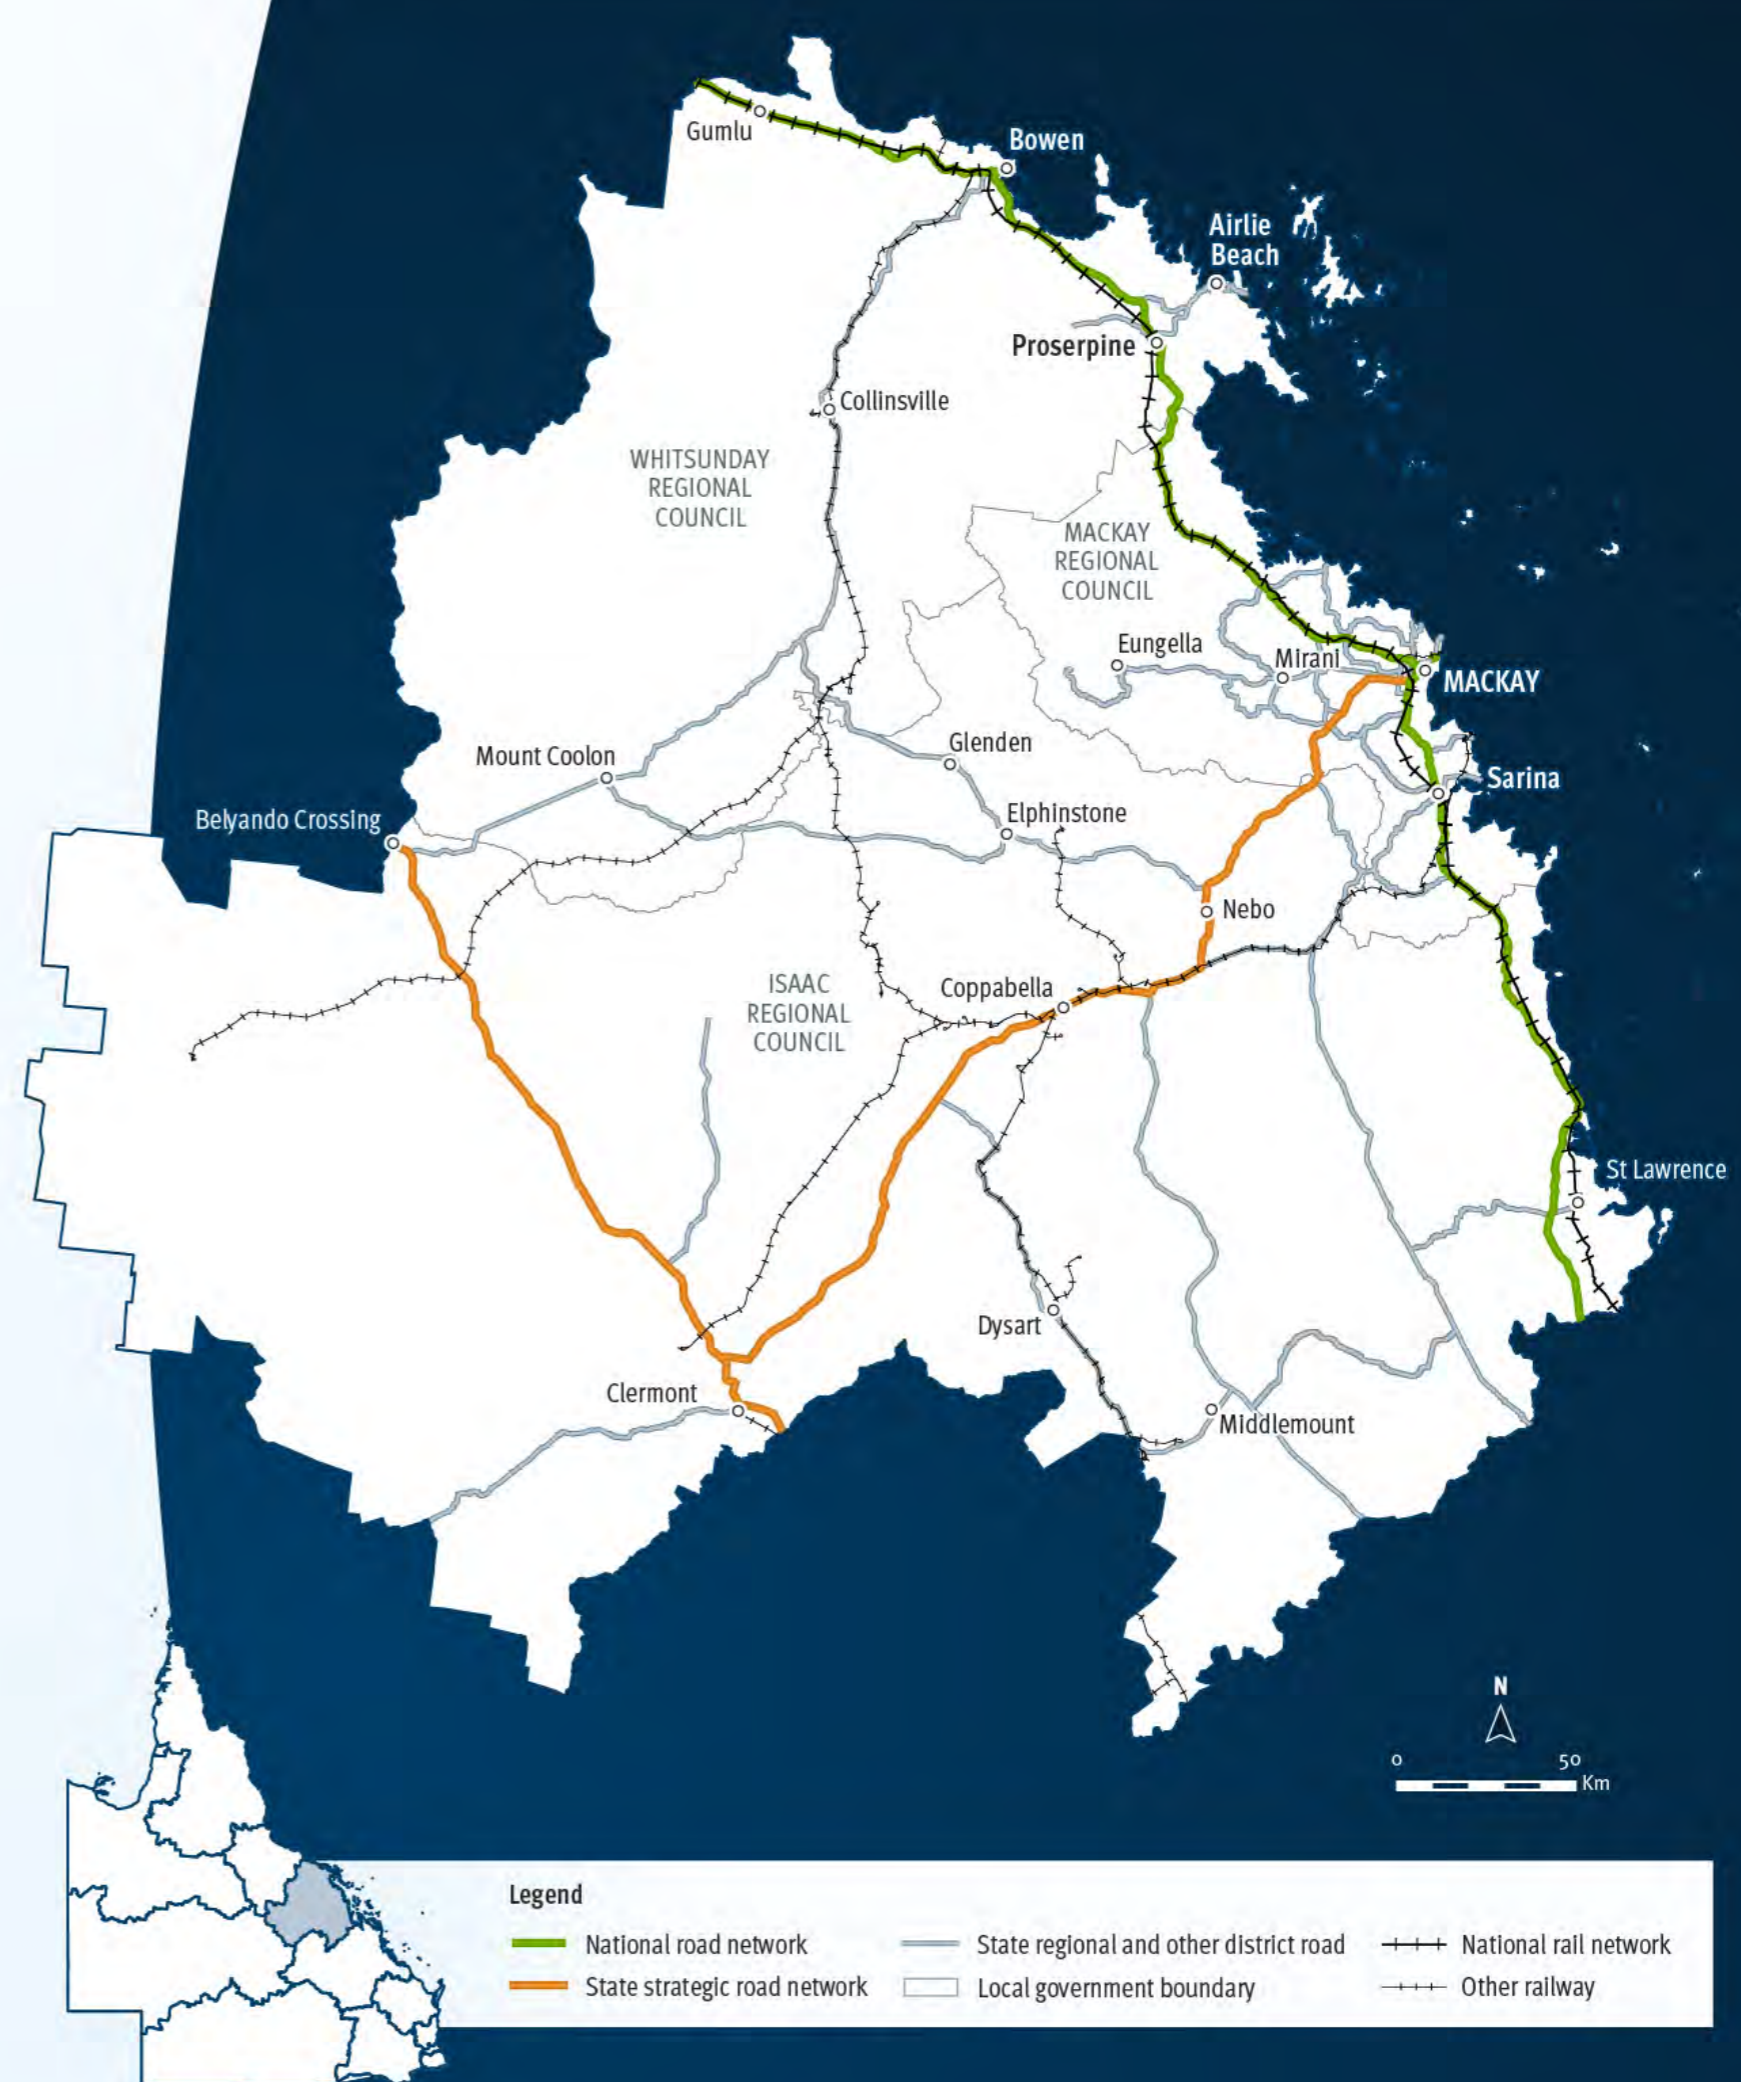 Gumlu
Bowen
Airlie
Beach
Proserpine
Collinsville
WHITSUNDAY
REGIONAL
COUNCIL
MACKAY
REGIONAL
COUNCIL
Eungella
Mirani
MACKAY
Glenden
Mount Coolon
Sarina
Elphinstone
Belyando Crossing
Nebo
ISAAC
REGIONAL
COUNCIL
Coppabella
St Lawrence
Dysart
Clermont
Middlemount
N
0 50
Km
Legend
National road network
State strategic road network
State regional and other district road
Local government boundary
National rail network
Other railway